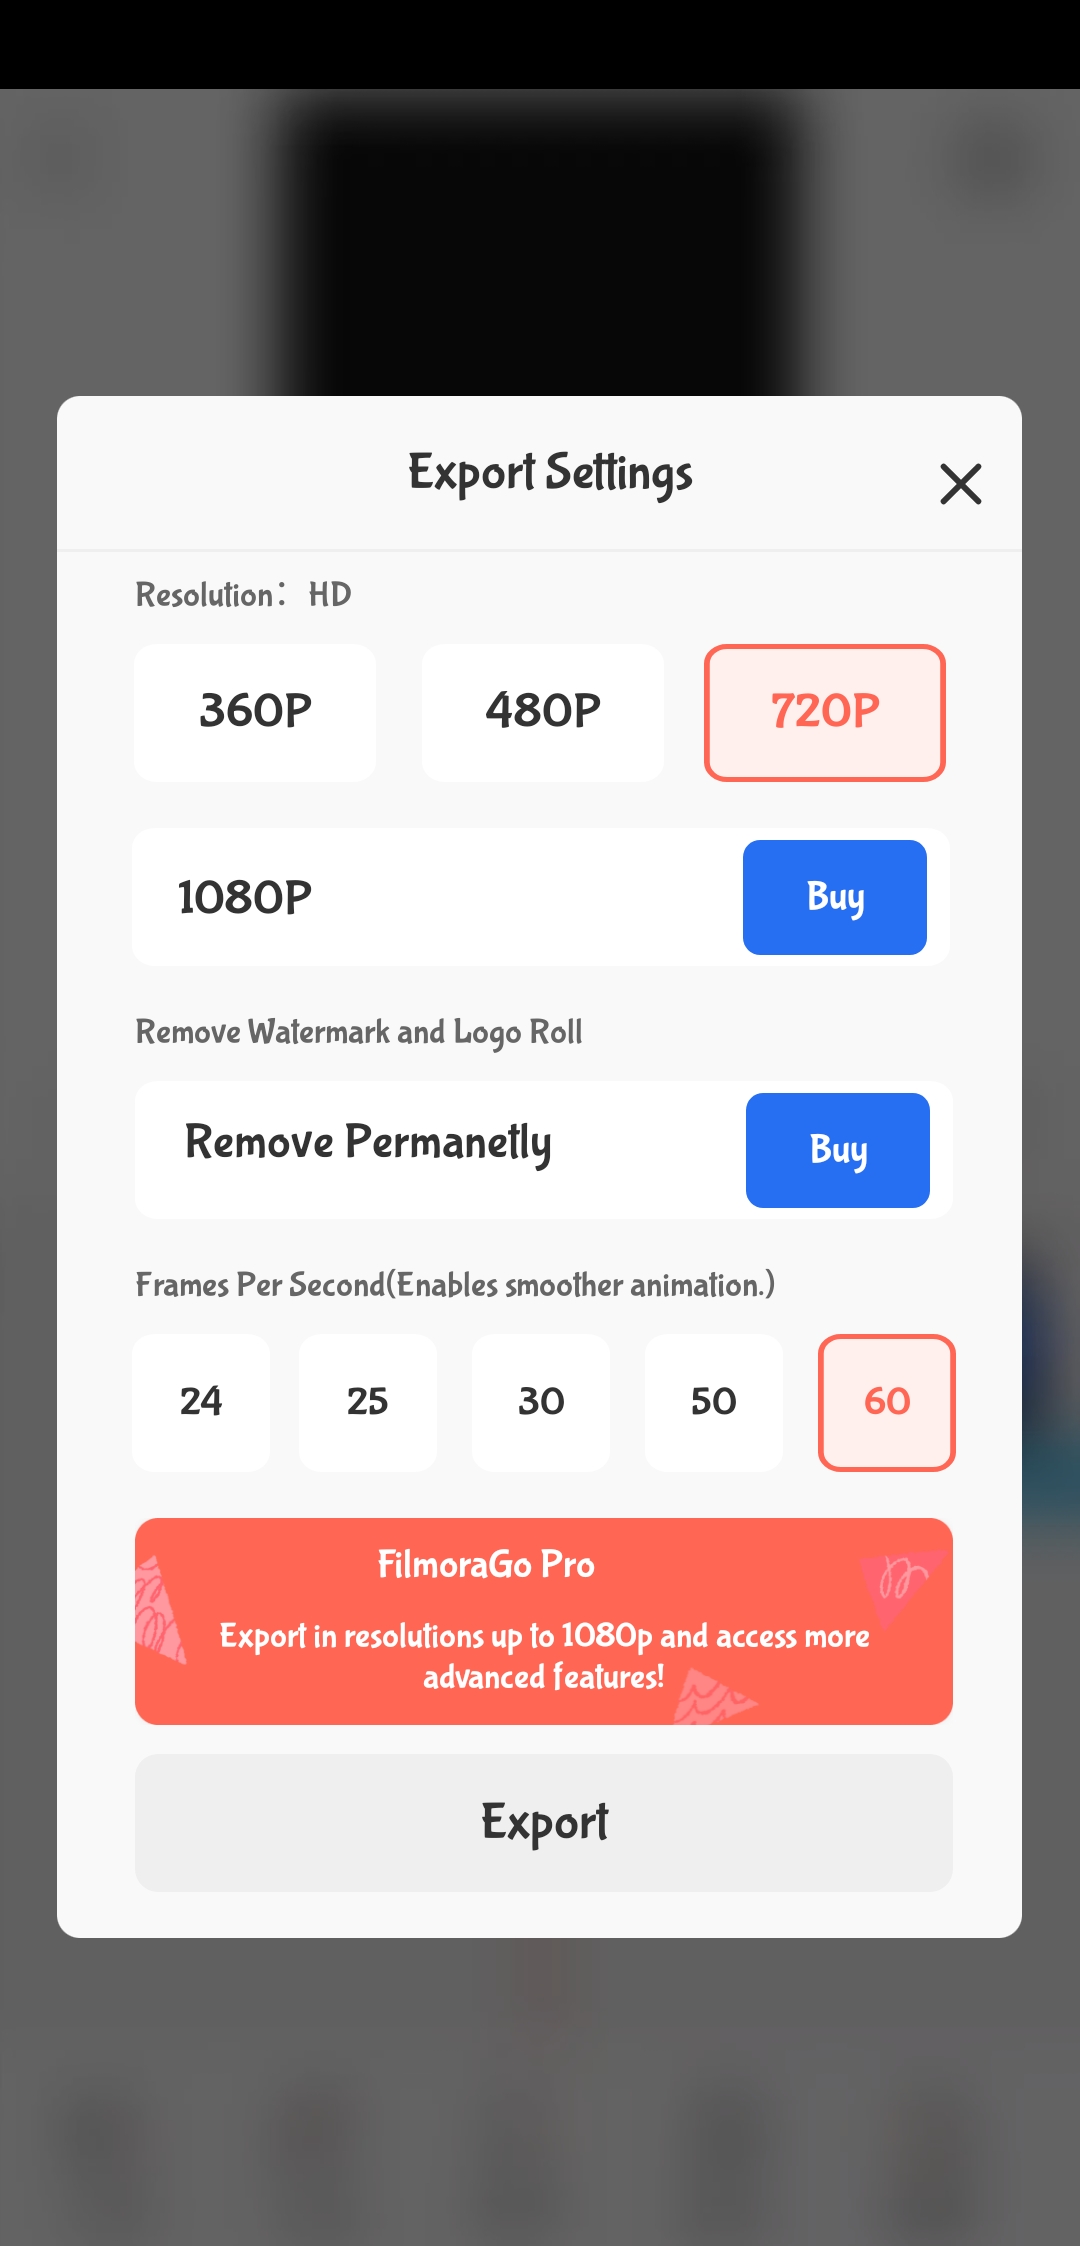 Export Settings
Resolution: HD
360P 480P 720P
1080P Buy
Remove Watermark and Logo Roll
Remove Permanetly Buy
Frames Per Second(Enables smoother animation.)
24 25 30 50 60
FilmoraGo Pro
Export in resolutions up to 1080p and access more
advanced features!
Export